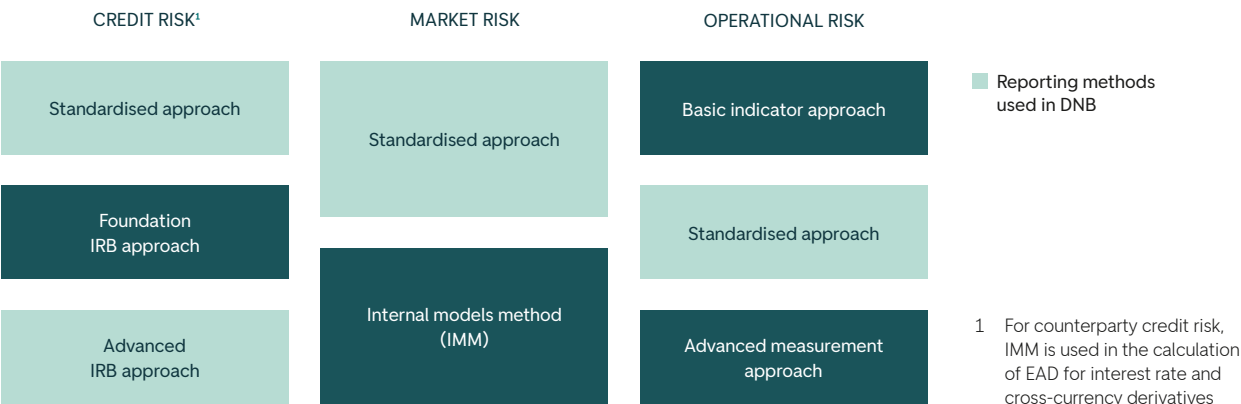 CREDIT RISK¹
MARKET RISK
OPERATIONAL RISK
Standardised approach
Foundation
IRB approach
Advanced
IRB approach
Standardised approach
Internal models method
(IMM)
Basic indicator approach
Standardised approach
Advanced measurement
approach
Reporting methods
used in DNB
1 For counterparty credit risk,
IMM is used in the calculation
of EAD for interest rate and
cross-currency derivatives